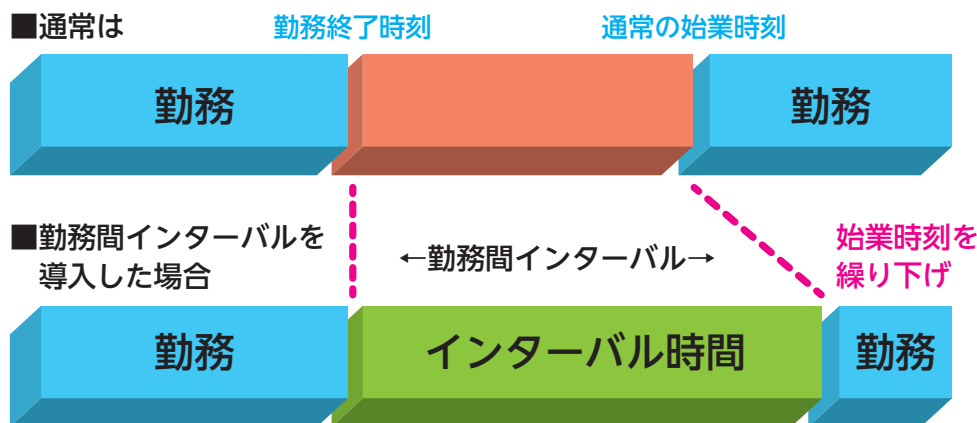 ■通常は
勤務終了時刻
通常の始業時刻
勤務
勤務
■勤務間インターバルを
導入した場合
←勤務間インターバル→
始業時刻を
繰り下げ
勤務
インターバル時間
勤務